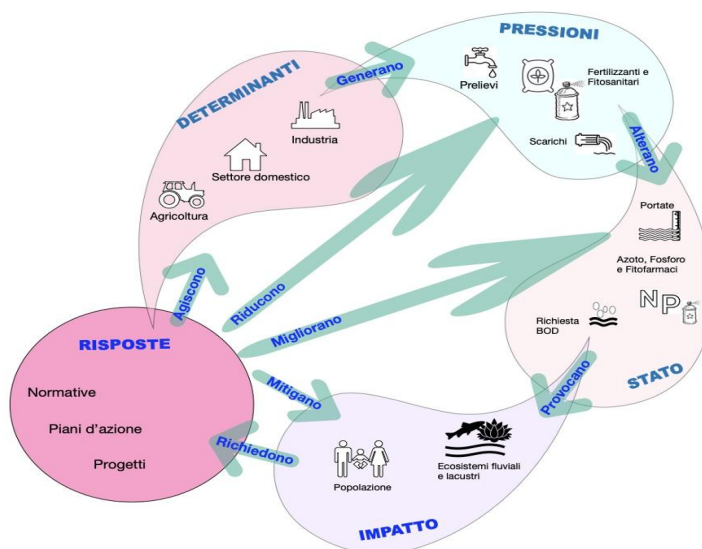 PRESSIONI
Prelievi
Fertilizzanti e
Fitosanitari
Scarichi
DETERMINANTI
Industria
Settore domestico
Agricoltura
Generano
Alterano
Portate
Azoto, Fosforo
e Fitofarmaci
NP
Richiesta
BOD
STATO
Agiscono
Riducono
Migliorano
RISPOSTE
Normative
Piani d'azione
Progetti
Mitigano
Richiedono
Provocano
Popolazione
Ecosistemi fluviali
e lacustri
IMPATTO